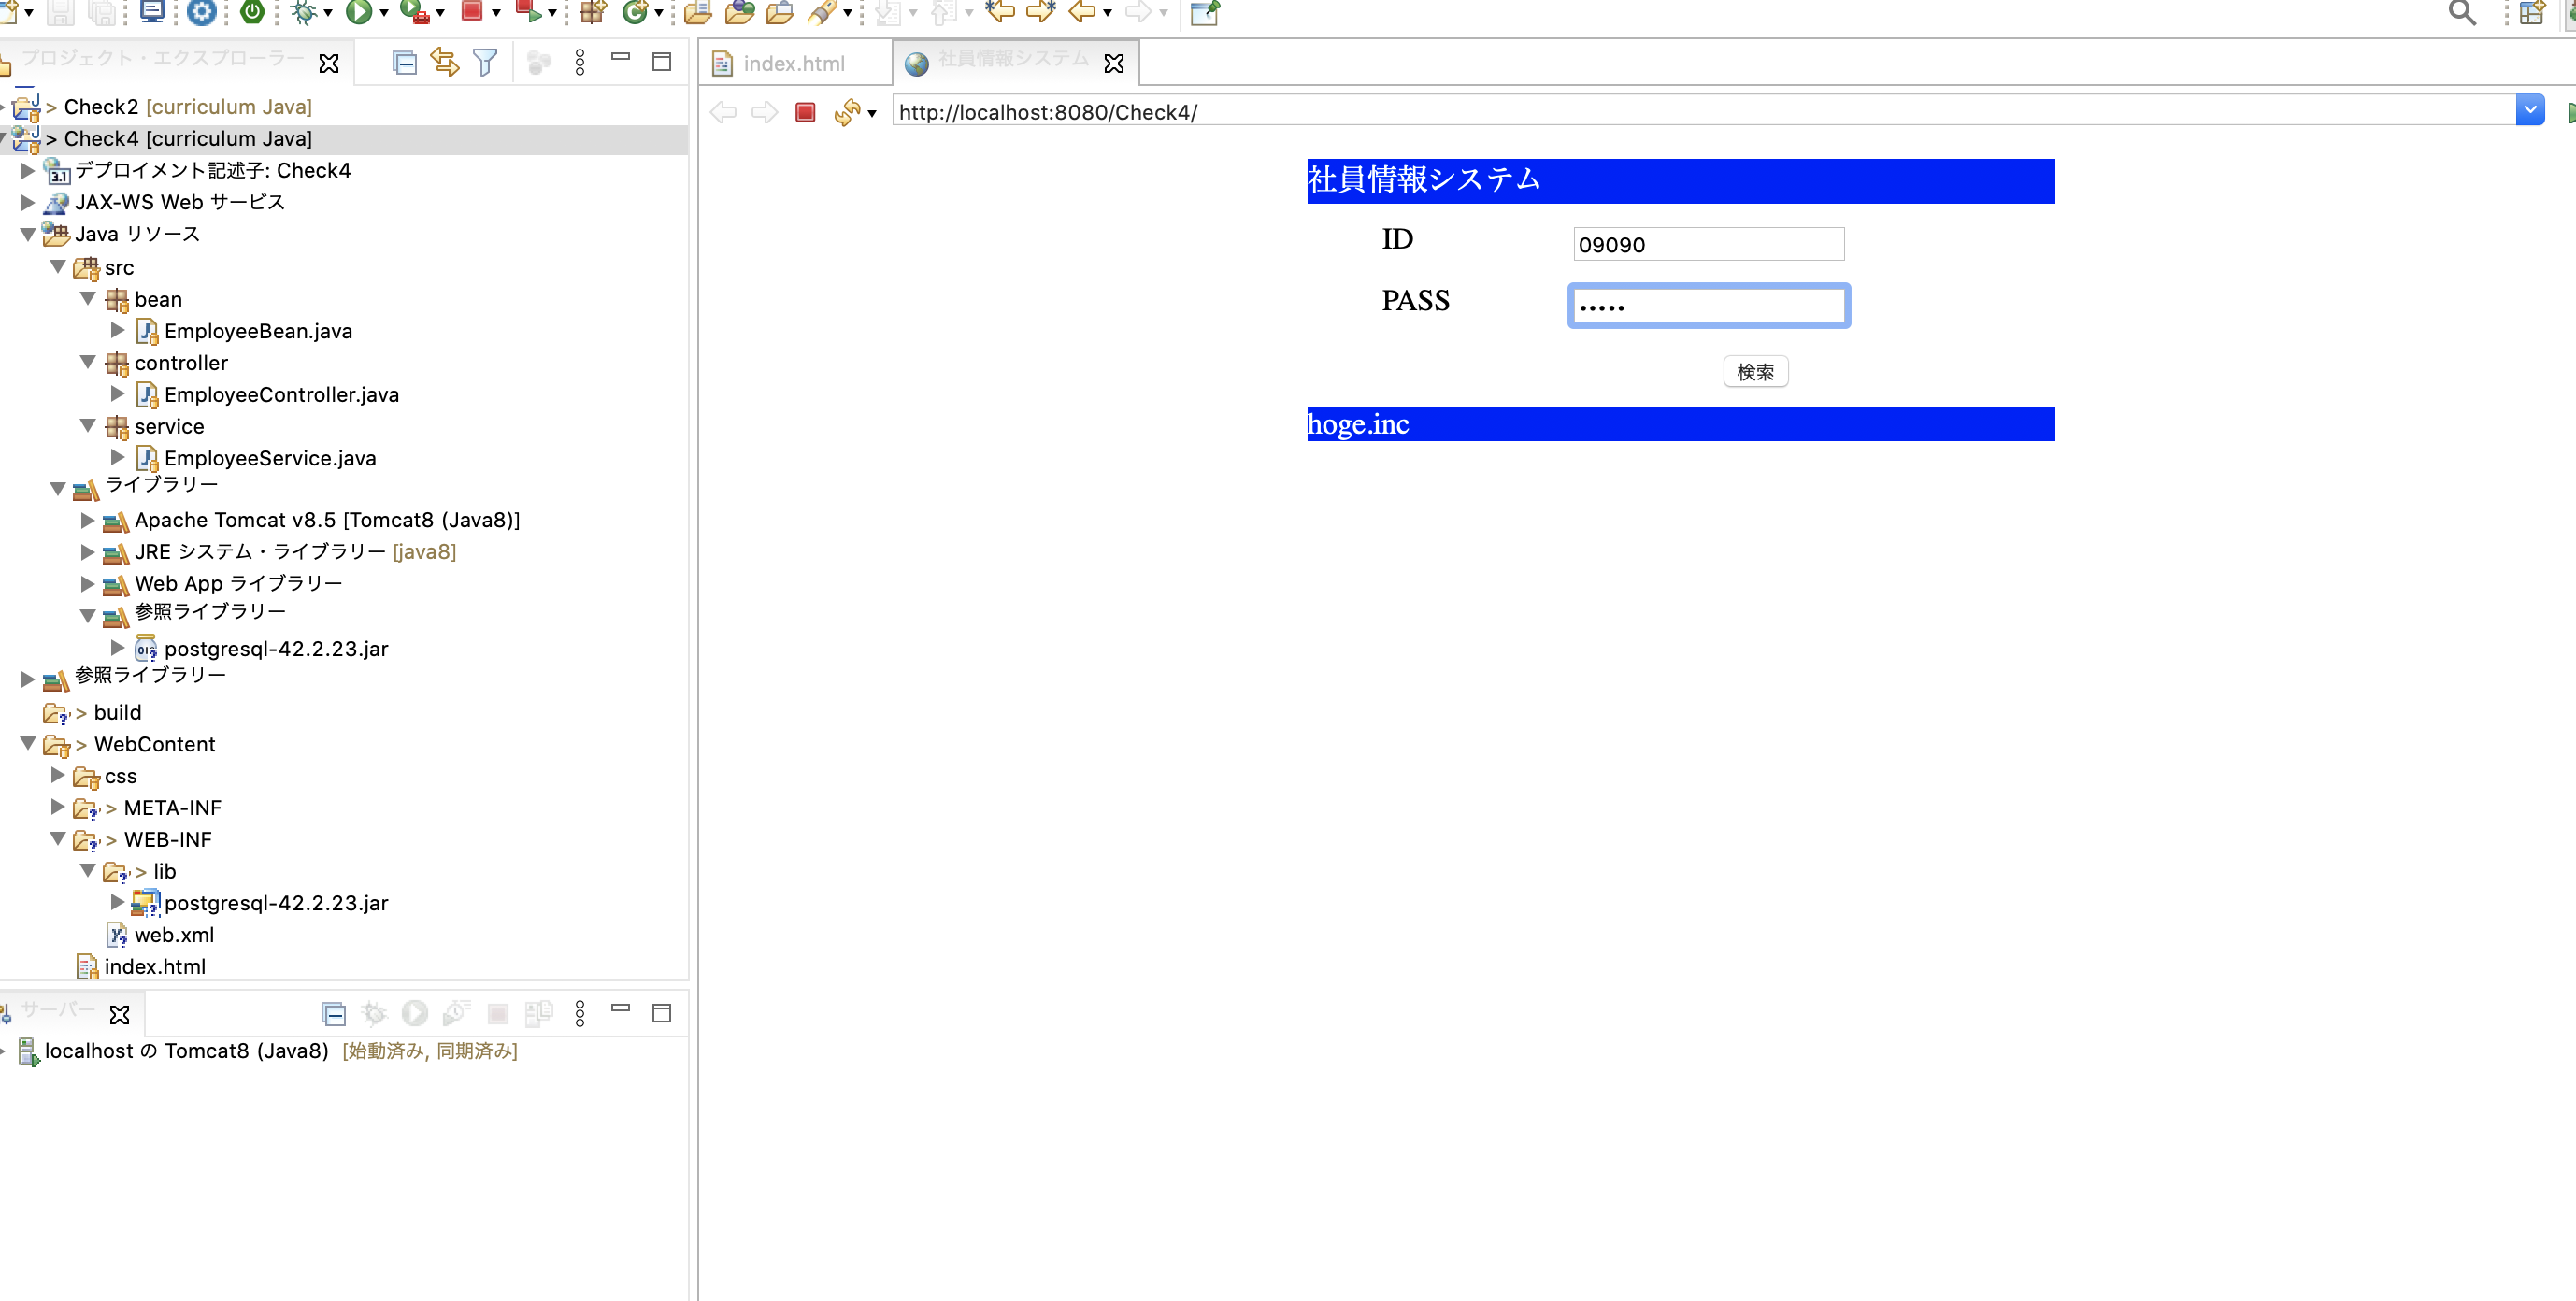 プロジェクト・エクスプローラー
> Check2 [curriculum Java]
> Check4 [curriculum Java]
デプロイメント記述子: Check4
JAX-WS Web サービス
Java リソース
src
bean
EmployeeBean.java
controller
EmployeeController.java
service
EmployeeService.java
ライブラリー
Apache Tomcat v8.5 [Tomcat8 (Java8)]
JRE システム・ライブラリー [java8]
Web App ライブラリー
参照ライブラリー
postgresql-42.2.23.jar
参照ライブラリー
> build
> WebContent
css
> META-INF
> WEB-INF
> lib
postgresql-42.2.23.jar
web.xml
index.html
サーバー
localhost の Tomcat8 (Java8) [始動済み, 同期済み]
index.html
社員情報システム
http://localhost:8080/Check4/
社員情報システム
ID 09090
PASS •••••
検索
hoge.inc